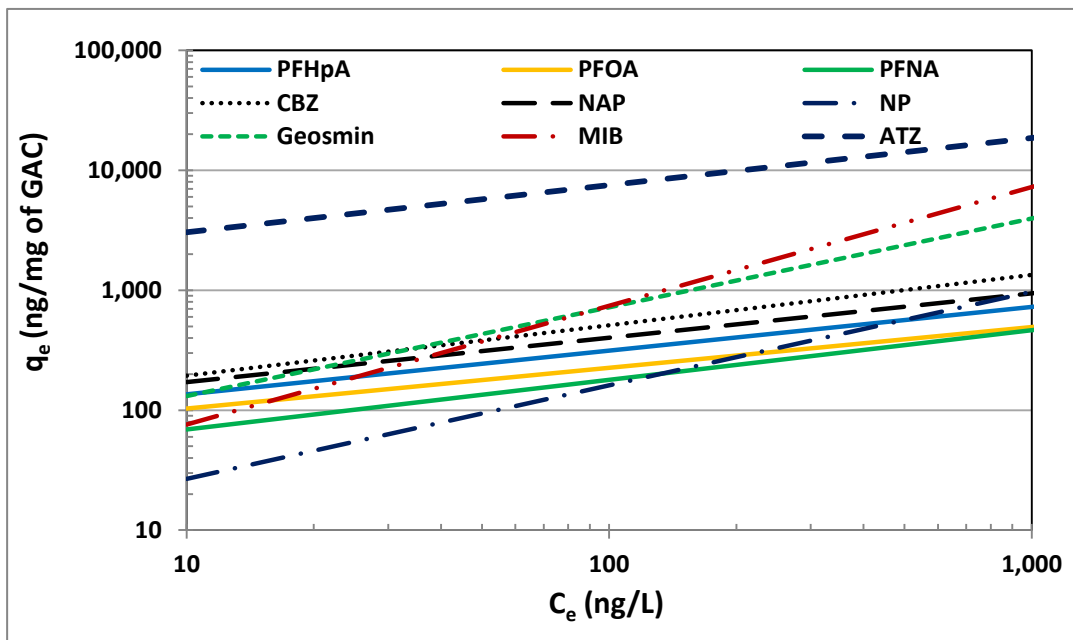 100,000
PFHpA PFOA PFNA
CBZ NAP NP
Geosmin MIB ATZ
10,000
1,000
100
10
qe (ng/mg of GAC)
10 100 1,000
Ce (ng/L)